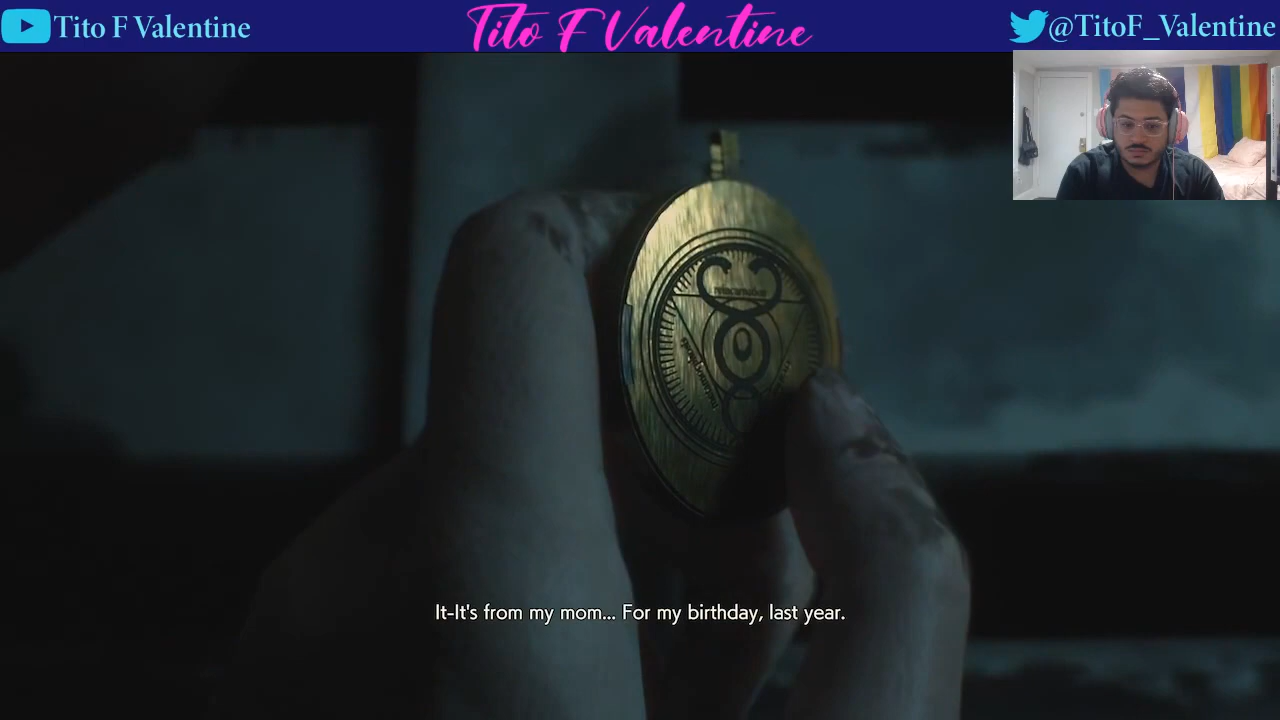 Tito F Valentine
Tito F Valentine
@TitoF_Valentine
It-It's from my mom... For my birthday, last year.